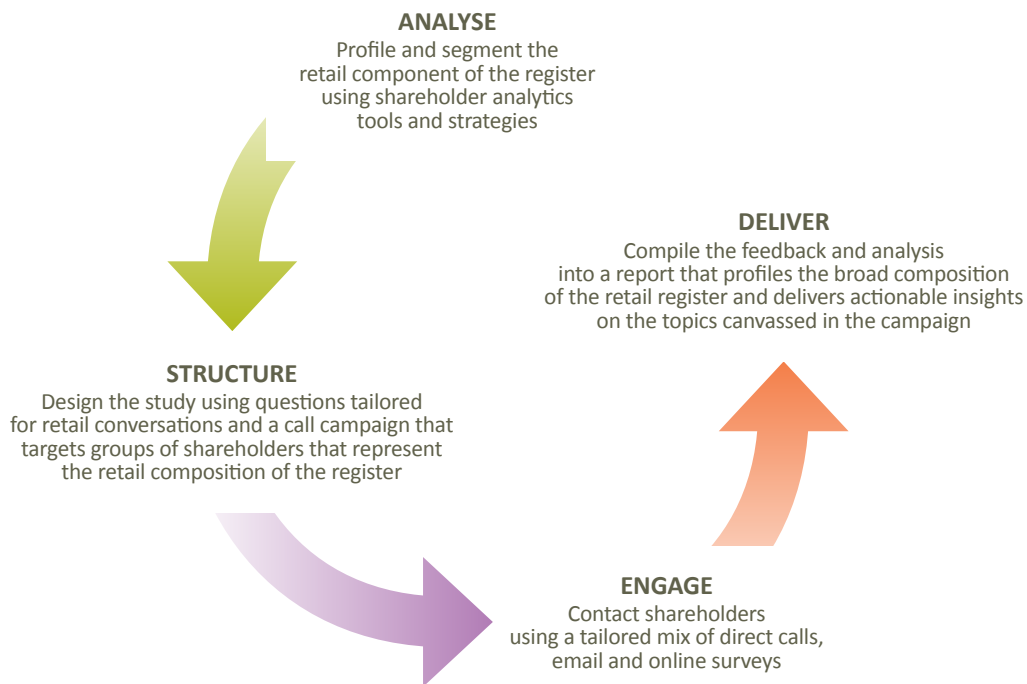 ANALYSE
Profile and segment the
retail component of the register
using shareholder analytics
tools and strategies
STRUCTURE
Design the study using questions tailored
for retail conversations and a call campaign that
targets groups of shareholders that represent
the retail composition of the register
ENGAGE
Contact shareholders
using a tailored mix of direct calls,
email and online surveys
DELIVER
Compile the feedback and analysis
into a report that profiles the broad composition
of the retail register and delivers actionable insights
on the topics canvassed in the campaign